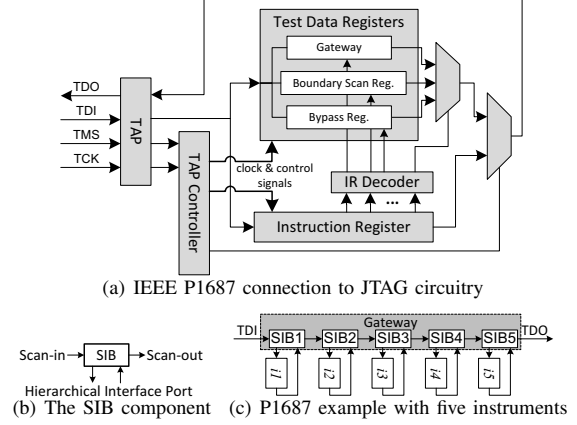 Test Data Registers
Gateway
Boundary Scan Reg.
Bypass Reg.
TDO
TDI
TMS
TCK
TAP
TAP Controller
clock & control
signals
IR Decoder
...
Instruction Register
(a) IEEE P1687 connection to JTAG circuitry
Scan-in
SIB
Scan-out
Hierarchical Interface Port
(b) The SIB component
Gateway
TDI
SIB1
SIB2
SIB3
SIB4
SIB5
TDO
i1
i2
i3
i4
i5
(c) P1687 example with five instruments